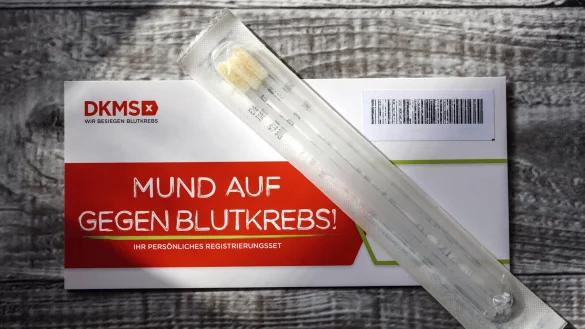 DKMS
WIR BESIEGEN BLUTKREBS
MUND AUF
GEGEN BLUTKREBS!
IHR PERSÖNLICHES REGISTRIERUNGSSET